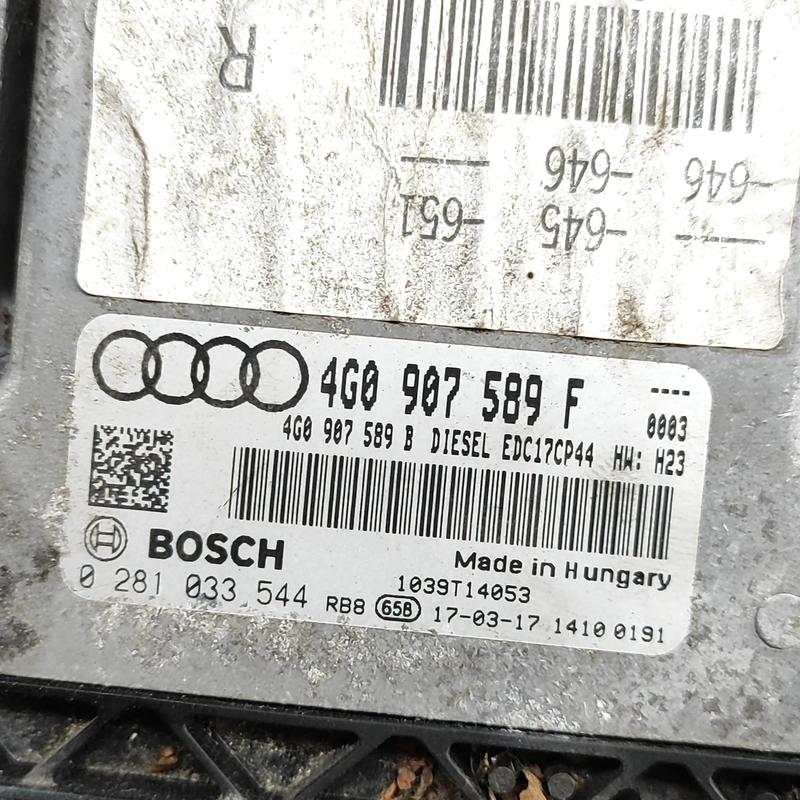 R
-646 -646 —
— -645 -651
4G0 907 589 F ----
4G0 907 589 B DIESEL EDC17CP44 HW: H23 0003
BOSCH Made in Hungary
0 281 033 544 1039T14053
RB8 65B 17-03-17 1410 0191